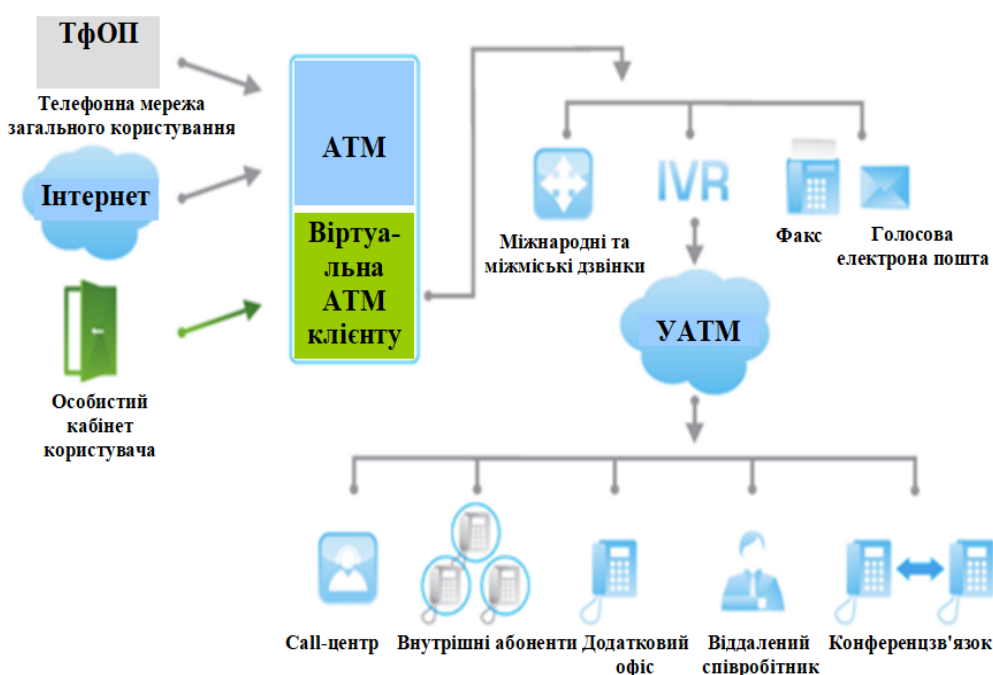 ТфОП
Телефонна мережа
загального користування
Інтернет
Особистий
кабінет
користувача
АТМ
Віртуа-
льна
АТМ
клієнту
Міжнародні та
міжміські дзвінки
IVR
Факс
Голосова
електрона пошта
УАТМ
Call-центр
Внутрішні абоненти
Додатковий
офіс
Віддалений
співробітник
Конференцзв'язок